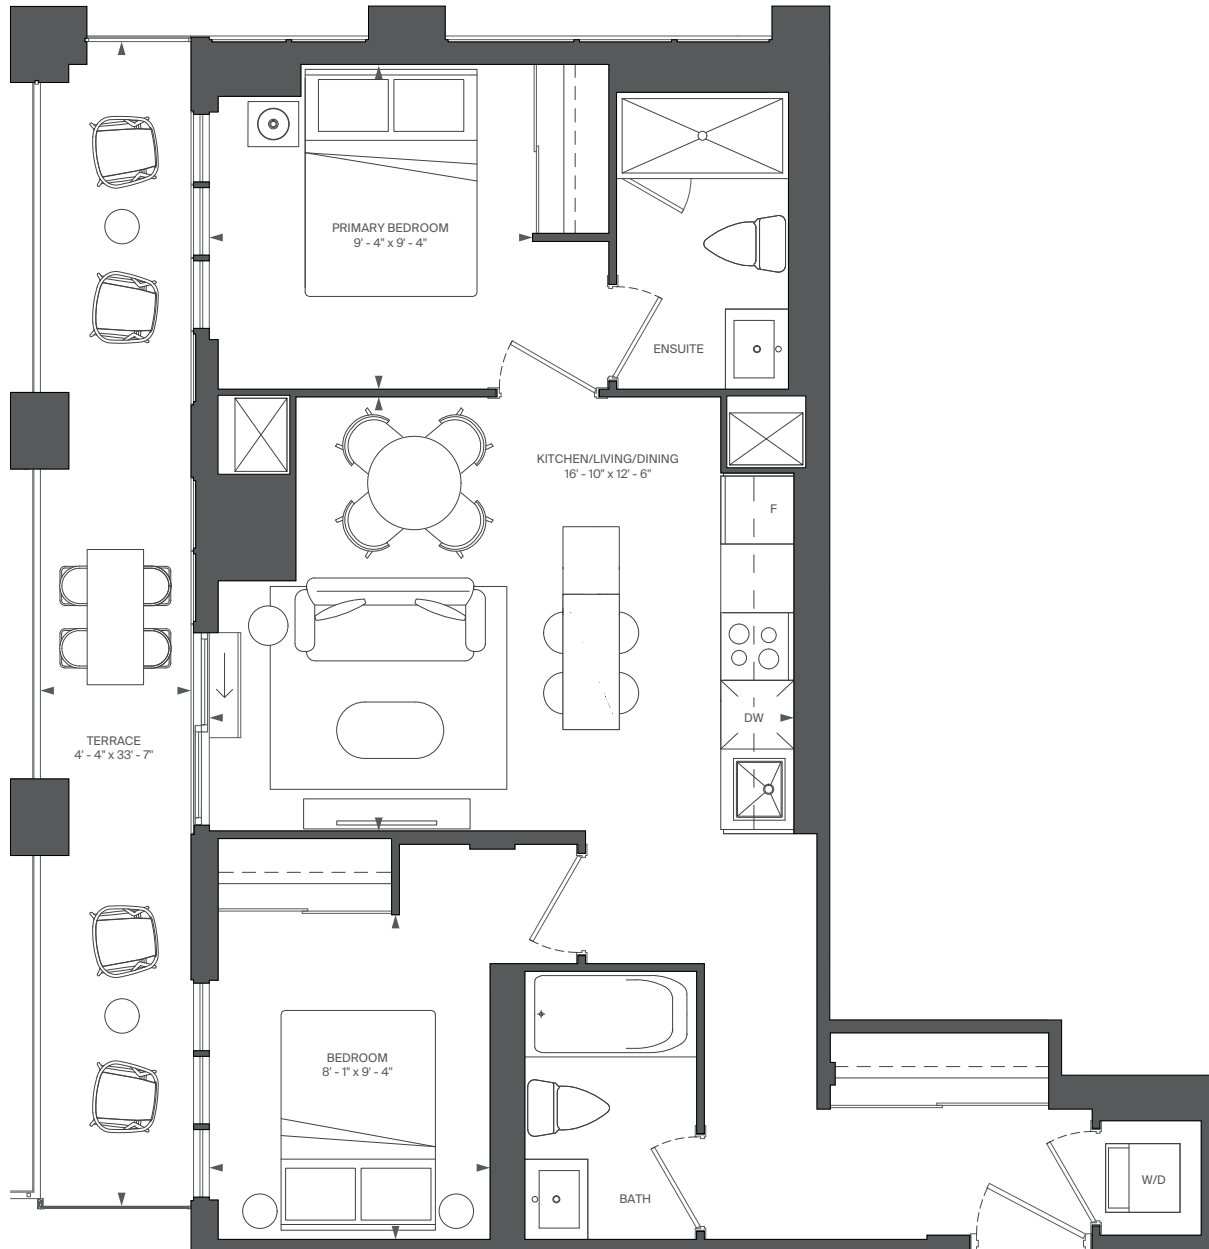 PRIMARY BEDROOM
9' - 4" x 9' - 4"
ENSUITE
KITCHEN/LIVING/DINING
16' - 10" x 12' - 6"
F
DW
TERRACE
4' - 4" x 33' - 7"
BEDROOM
8' - 1" x 9' - 4"
BATH
W/D